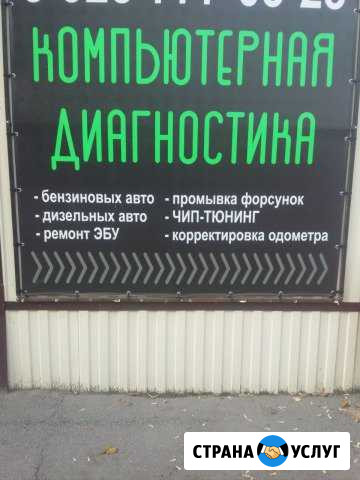 КОМПЬЮТЕРНАЯ
ДИАГНОСТИКА
- бензиновых авто - промывка форсунок
- дизельных авто - ЧИП-ТЮНИНГ
- ремонт ЭБУ - корректировка одометра
СТРАНА УСЛУГ